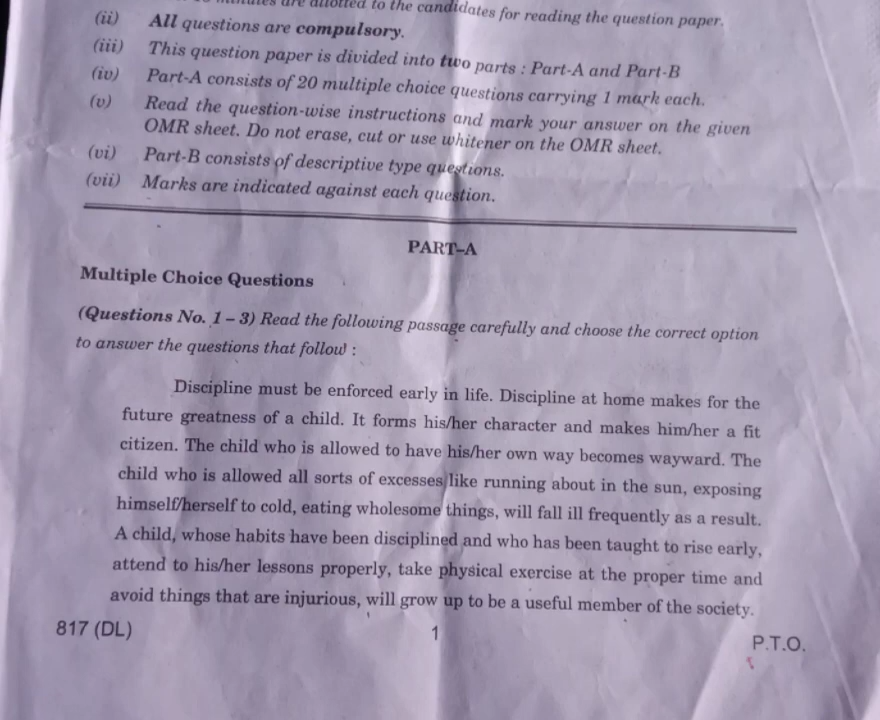 minutes are allotted to the candidates for reading the question paper.
(ii) All questions are compulsory.
(iii) This question paper is divided into two parts : Part-A and Part-B
(iv) Part-A consists of 20 multiple choice questions carrying 1 mark each.
(v) Read the question-wise instructions and mark your answer on the given
OMR sheet. Do not erase, cut or use whitener on the OMR sheet.
(vi) Part-B consists of descriptive type questions.
(vii) Marks are indicated against each question.
PART–A
Multiple Choice Questions
(Questions No. 1 – 3) Read the following passage carefully and choose the correct option
to answer the questions that follow :
Discipline must be enforced early in life. Discipline at home makes for the
future greatness of a child. It forms his/her character and makes him/her a fit
citizen. The child who is allowed to have his/her own way becomes wayward. The
child who is allowed all sorts of excesses like running about in the sun, exposing
himself/herself to cold, eating wholesome things, will fall ill frequently as a result.
A child, whose habits have been disciplined and who has been taught to rise early,
attend to his/her lessons properly, take physical exercise at the proper time and
avoid things that are injurious, will grow up to be a useful member of the society.
817 (DL) 1 P.T.O.